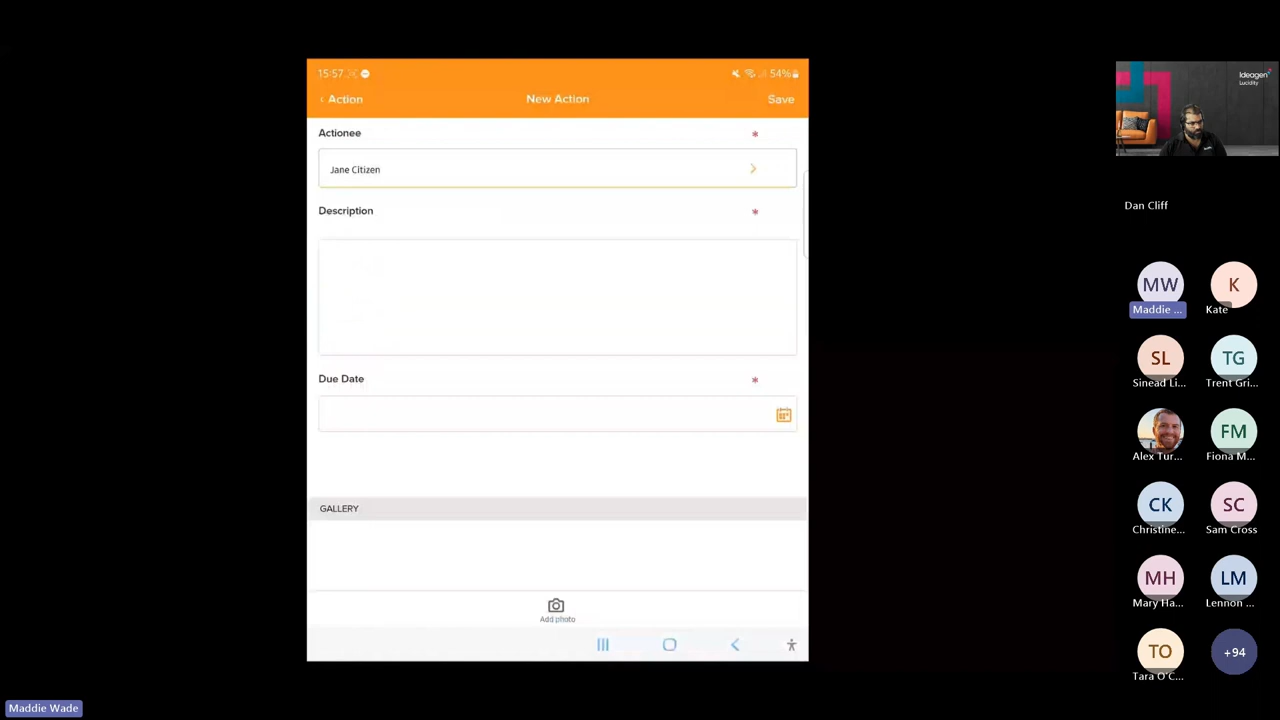 15:57
54%
‹ Action
New Action
Save
Actionee
*
Jane Citizen
Description
*
Due Date
*
GALLERY
Add photo
Ideagen
Lucidity
Dan Cliff
MW
K
Maddie ...
Kate
SL
TG
Sinead Li...
Trent Gri...
FM
Alex Tur...
Fiona M...
CK
SC
Christine...
Sam Cross
MH
LM
Mary Ha...
Lennon ...
TO
+94
Tara O'C...
Maddie Wade